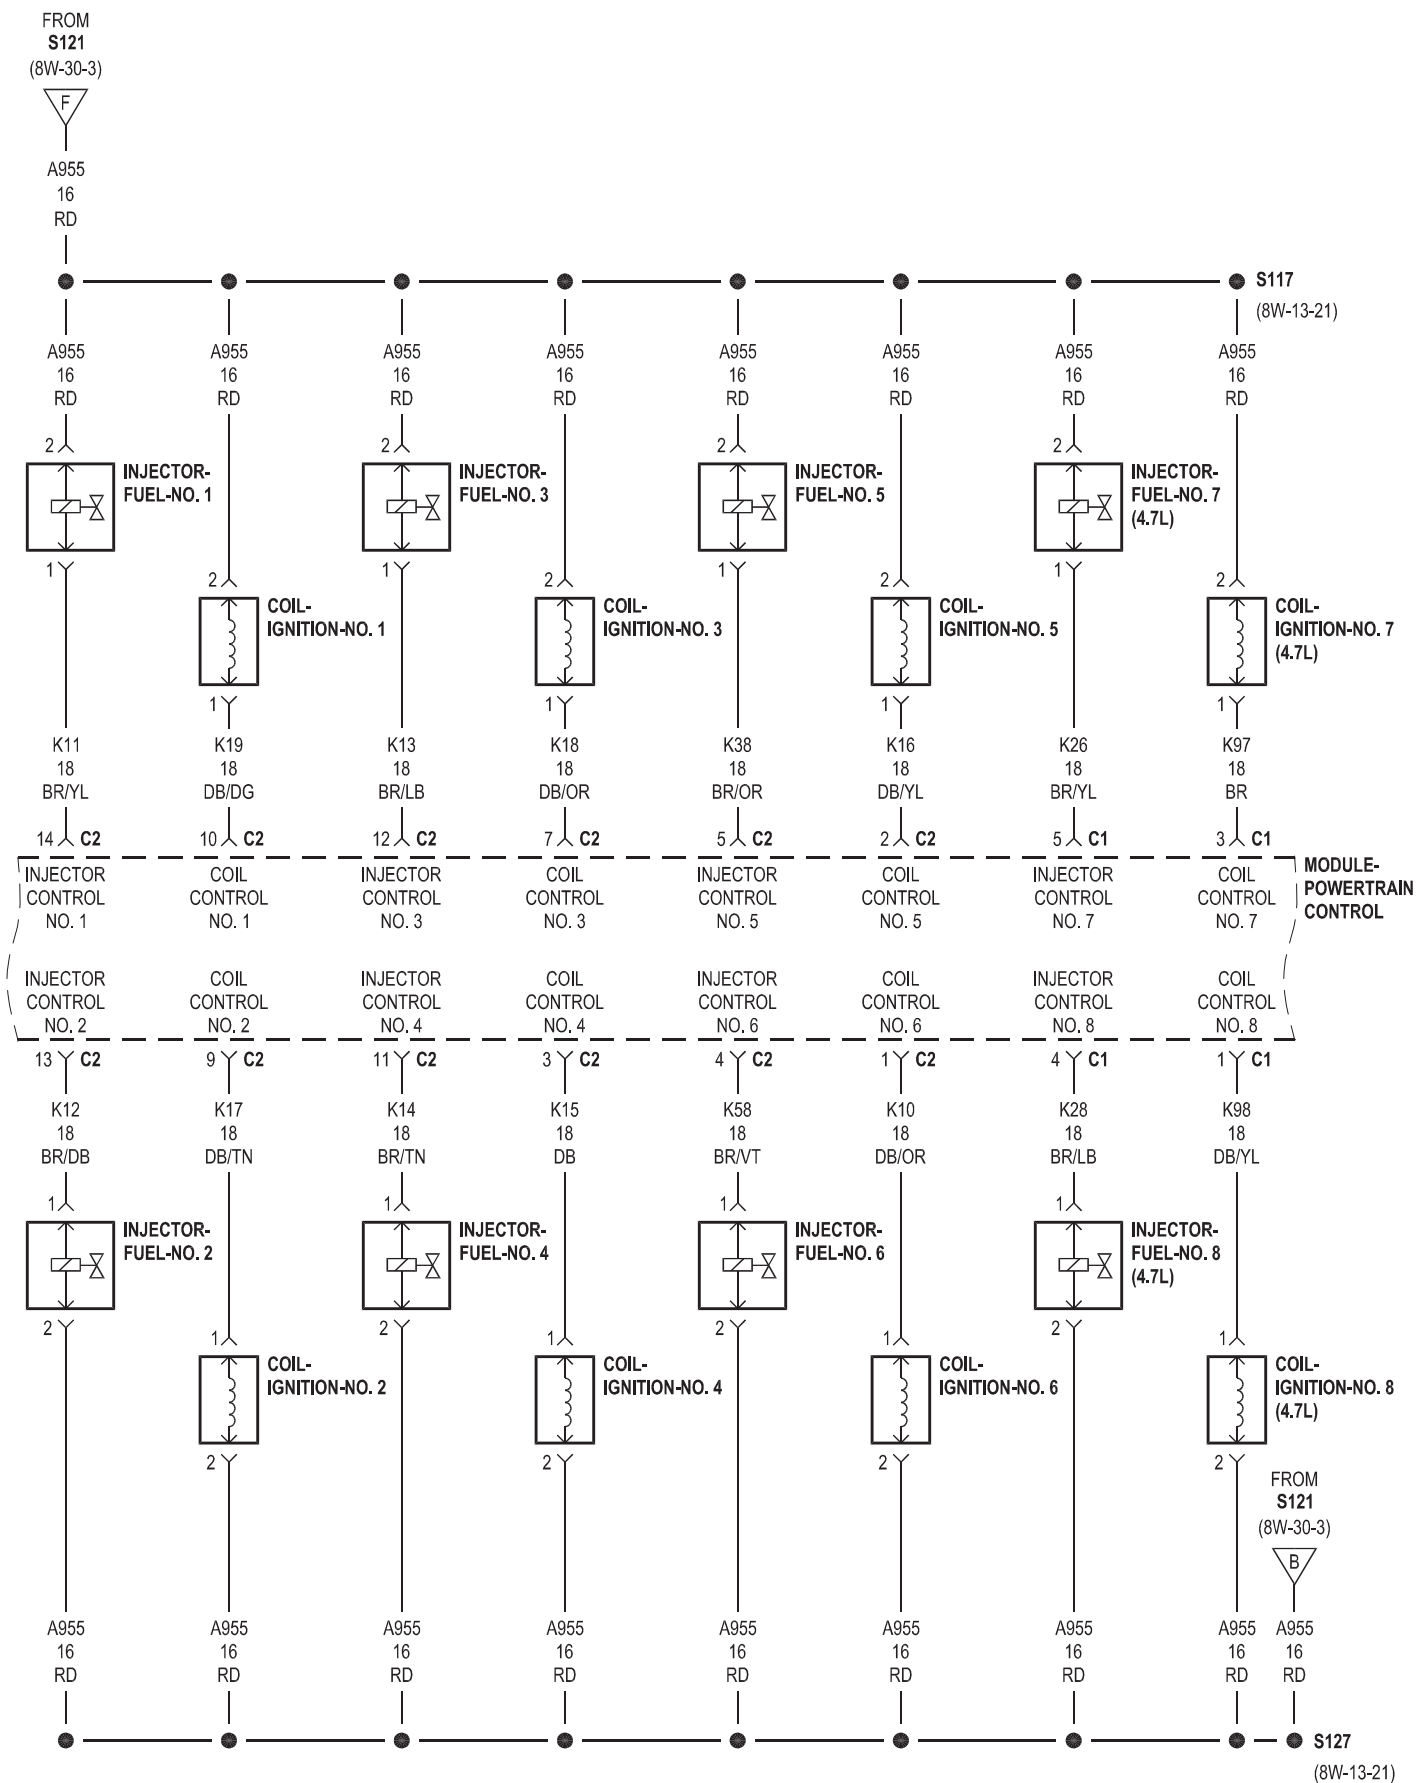 FROM
S121
(8W-30-3)
F
A955
16
RD
S117
(8W-13-21)
A955 A955 A955 A955 A955 A955 A955 A955
16 16 16 16 16 16 16 16
RD RD RD RD RD RD RD RD
2 2 2 2
INJECTOR- INJECTOR- INJECTOR- INJECTOR-
FUEL-NO. 1 FUEL-NO. 3 FUEL-NO. 5 FUEL-NO. 7
(4.7L)
1 1 1 1
2 2 2 2
COIL- COIL- COIL- COIL-
IGNITION-NO. 1 IGNITION-NO. 3 IGNITION-NO. 5 IGNITION-NO. 7
(4.7L)
1 1 1 1
K11 K19 K13 K18 K38 K16 K26 K97
18 18 18 18 18 18 18 18
BR/YL DB/DG BR/LB DB/OR BR/OR DB/YL BR/YL BR
14 C2 10 C2 12 C2 7 C2 5 C2 2 C2 5 C1 3 C1
INJECTOR COIL INJECTOR COIL INJECTOR COIL INJECTOR COIL
CONTROL CONTROL CONTROL CONTROL CONTROL CONTROL CONTROL CONTROL
NO. 1 NO. 1 NO. 3 NO. 3 NO. 5 NO. 5 NO. 7 NO. 7
MODULE-
POWERTRAIN
CONTROL
INJECTOR COIL INJECTOR COIL INJECTOR COIL INJECTOR COIL
CONTROL CONTROL CONTROL CONTROL CONTROL CONTROL CONTROL CONTROL
NO. 2 NO. 2 NO. 4 NO. 4 NO. 6 NO. 6 NO. 8 NO. 8
13 C2 9 C2 11 C2 3 C2 4 C2 1 C2 4 C1 1 C1
K12 K17 K14 K15 K58 K10 K28 K98
18 18 18 18 18 18 18 18
BR/DB DB/TN BR/TN DB BR/VT DB/OR BR/LB DB/YL
1 1 1 1
INJECTOR- INJECTOR- INJECTOR- INJECTOR-
FUEL-NO. 2 FUEL-NO. 4 FUEL-NO. 6 FUEL-NO. 8
(4.7L)
2 2 2 2
1 1 1 1
COIL- COIL- COIL- COIL-
IGNITION-NO. 2 IGNITION-NO. 4 IGNITION-NO. 6 IGNITION-NO. 8
(4.7L)
2 2 2 2
FROM
S121
(8W-30-3)
B
A955 A955 A955 A955 A955 A955 A955 A955 A955
16 16 16 16 16 16 16 16 16
RD RD RD RD RD RD RD RD RD
S127
(8W-13-21)